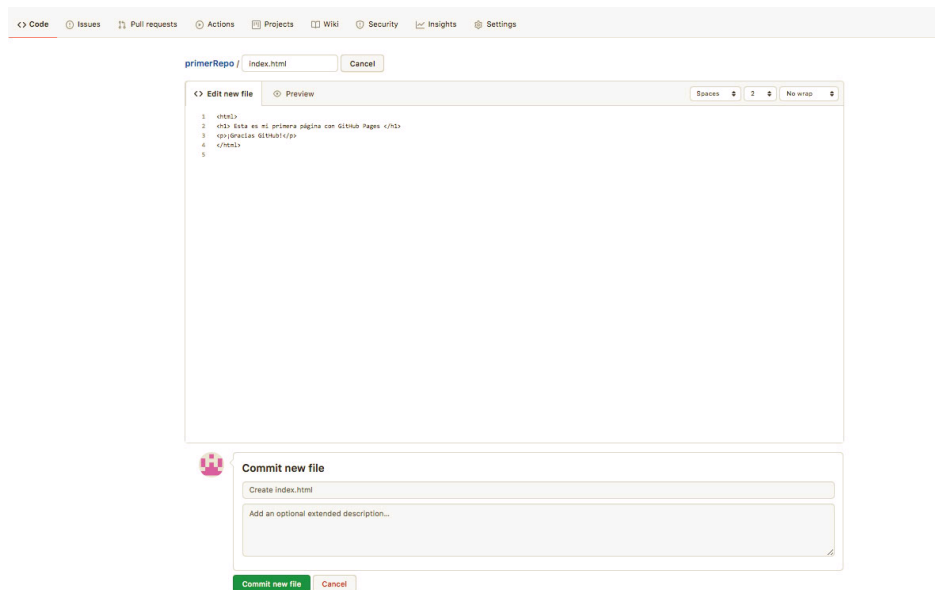 <> Code Issues Pull requests Actions Projects Wiki Security Insights Settings
primerRepo / index.html Cancel
<> Edit new file Preview Spaces 2 No wrap
1 <html>
2 <h1> Esta es mi primera página con GitHub Pages </h1>
3 <p>¡Gracias GitHub!</p>
4 </html>
5
Commit new file
Create index.html
Add an optional extended description...
Commit new file Cancel